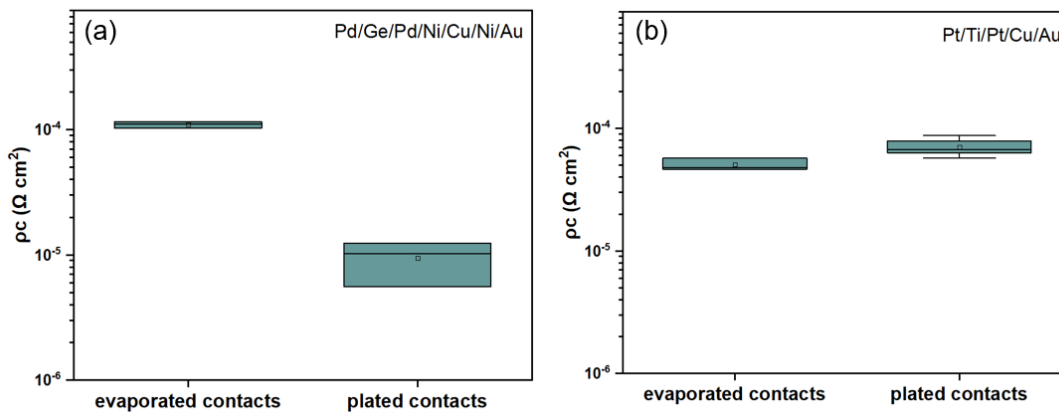 (a)
Pd/Ge/Pd/Ni/Cu/Ni/Au
ρc (Ω cm²)
10⁻⁴
10⁻⁵
10⁻⁶
evaporated contacts
plated contacts
(b)
Pt/Ti/Pt/Cu/Au
ρc (Ω cm²)
10⁻⁴
10⁻⁵
10⁻⁶
evaporated contacts
plated contacts